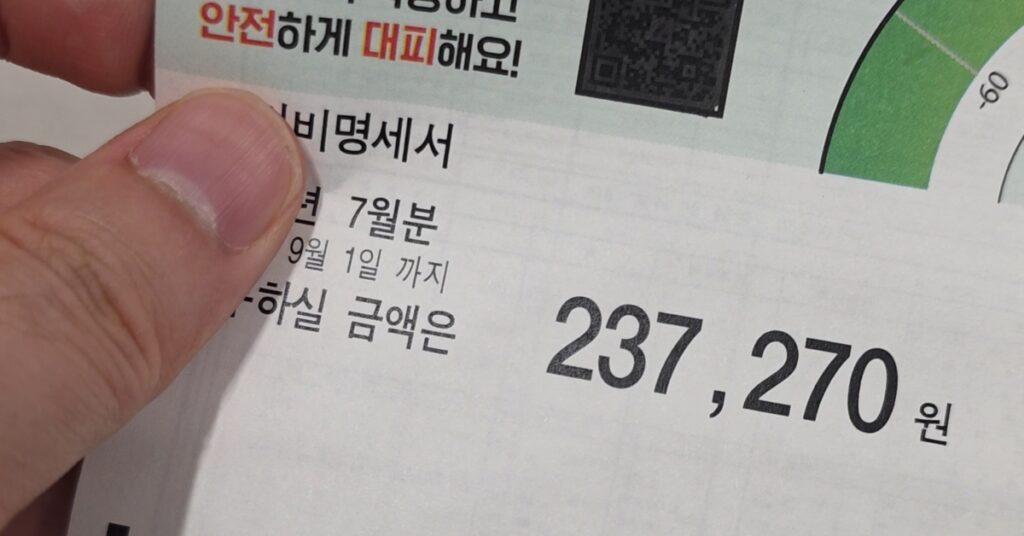 안전하게 대피해요!
비명세서
7월분
9월 1일 까지
하실 금액은
237,270 원
-60